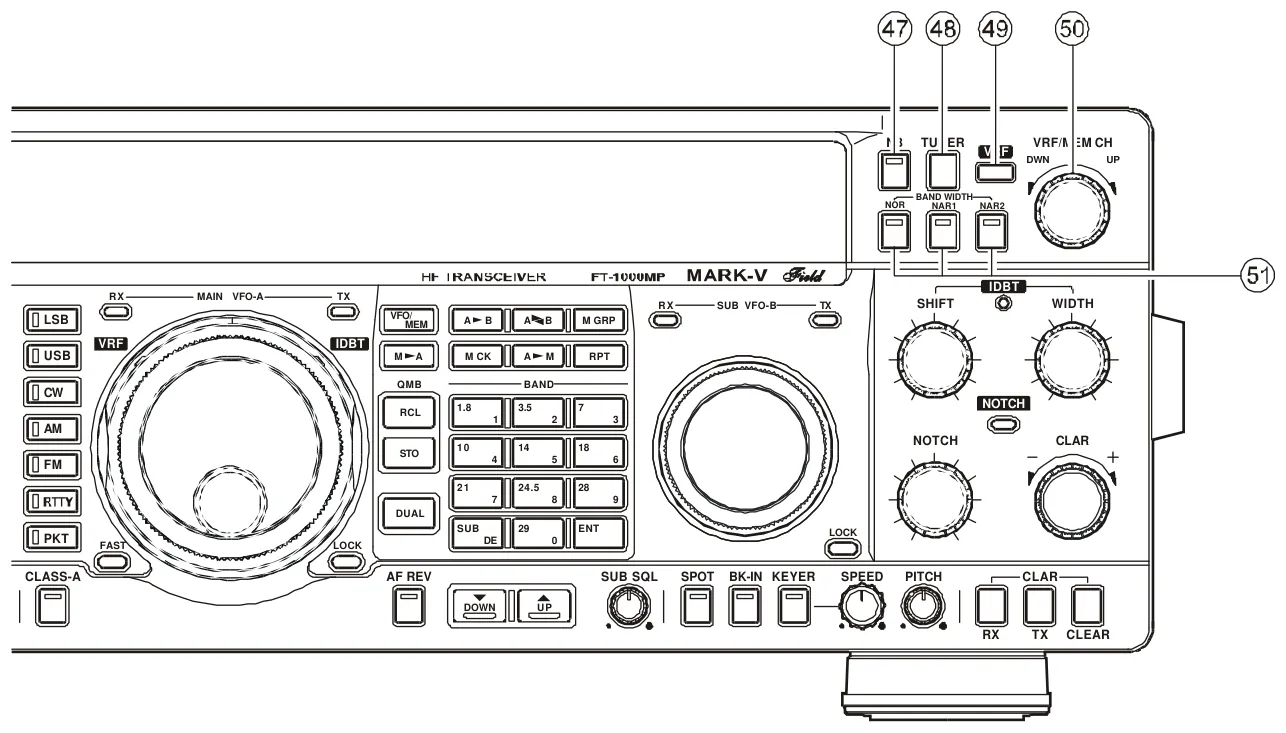 47 48 49 50
NB TUNER VRF VRF/MEM CH
DWN UP
BAND WIDTH
NOR NAR1 NAR2
HF TRANSCEIVER FT-1000MP MARK-V Field
51
IDBT
SHIFT WIDTH
RX MAIN VFO-A TX
VRF IDBT
LSB
USB
CW
AM
FM
RTTY
PKT
FAST LOCK
VFO/MEM A►B A B M GRP
M►A M CK A►M RPT
QMB BAND
RCL 1.8 1 3.5 2 7 3
STO 10 4 14 5 18 6
DUAL 21 7 24.5 8 28 9
SUB DE 29 0 ENT
RX SUB VFO-B TX
LOCK
NOTCH
NOTCH CLAR
− +
CLASS-A AF REV SUB SQL SPOT BK-IN KEYER SPEED PITCH CLAR
DOWN UP
RX TX CLEAR